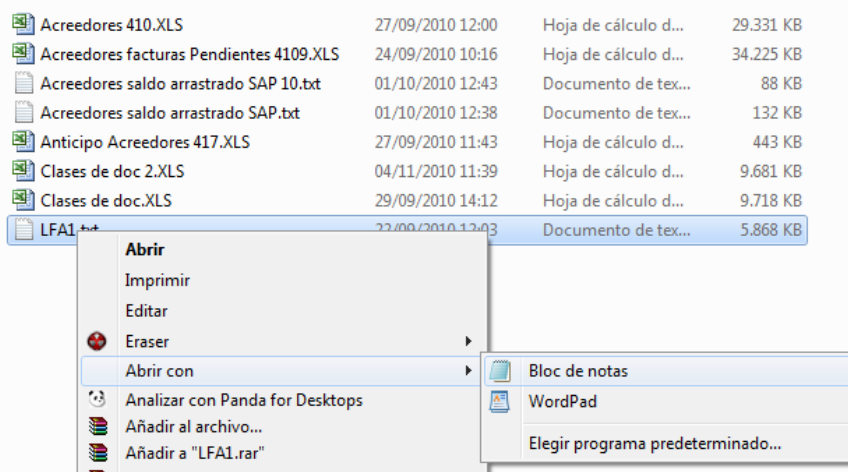 Acreedores 410.XLS 27/09/2010 12:00 Hoja de cálculo d... 29.331 KB
Acreedores facturas Pendientes 4109.XLS 24/09/2010 10:16 Hoja de cálculo d... 34.225 KB
Acreedores saldo arrastrado SAP 10.txt 01/10/2010 12:43 Documento de tex... 88 KB
Acreedores saldo arrastrado SAP.txt 01/10/2010 12:38 Documento de tex... 132 KB
Anticipo Acreedores 417.XLS 27/09/2010 11:43 Hoja de cálculo d... 443 KB
Clases de doc 2.XLS 04/11/2010 11:39 Hoja de cálculo d... 9.681 KB
Clases de doc.XLS 29/09/2010 14:12 Hoja de cálculo d... 9.718 KB
LFA1.txt 22/09/2010 12:03 Documento de tex... 5.868 KB
Abrir
Imprimir
Editar
Eraser
Abrir con
Bloc de notas
Analizar con Panda for Desktops
WordPad
Añadir al archivo...
Elegir programa predeterminado...
Añadir a "LFA1.rar"